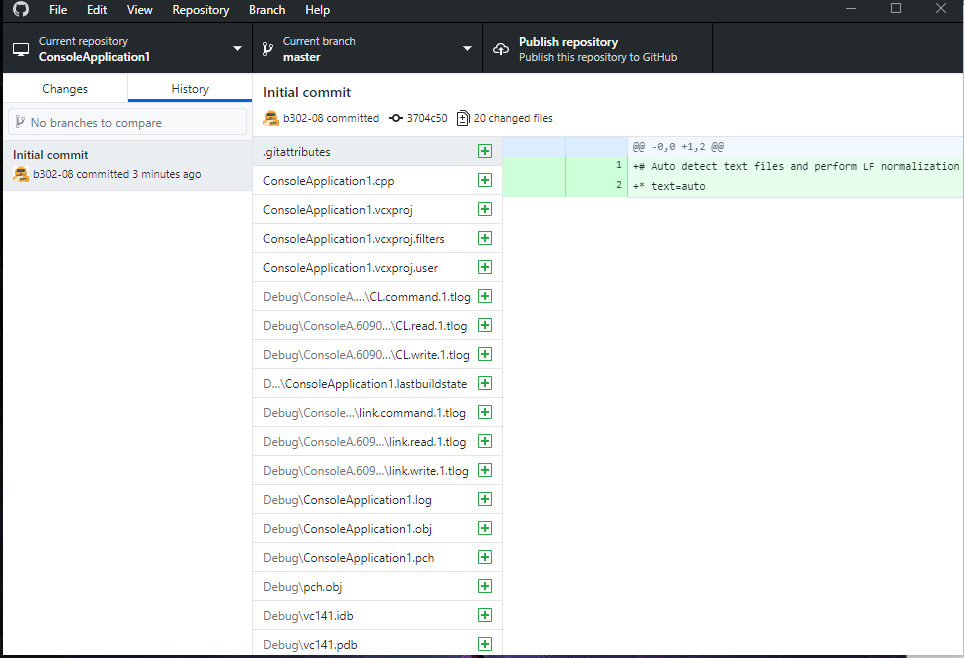 File Edit View Repository Branch Help
Current repository
ConsoleApplication1
Current branch
master
Publish repository
Publish this repository to GitHub
Changes
History
No branches to compare
Initial commit
b302-08 committed 3 minutes ago
Initial commit
b302-08 committed 3704c50 20 changed files
.gitattributes
ConsoleApplication1.cpp
ConsoleApplication1.vcxproj
ConsoleApplication1.vcxproj.filters
ConsoleApplication1.vcxproj.user
Debug\ConsoleA....\CL.command.1.tlog
Debug\ConsoleA.6090...\CL.read.1.tlog
Debug\ConsoleA.6090...\CL.write.1.tlog
D...\ConsoleApplication1.lastbuildstate
Debug\Console...\link.command.1.tlog
Debug\ConsoleA.609...\link.read.1.tlog
Debug\ConsoleA.609...\link.write.1.tlog
Debug\ConsoleApplication1.log
Debug\ConsoleApplication1.obj
Debug\ConsoleApplication1.pch
Debug\pch.obj
Debug\vc141.idb
Debug\vc141.pdb
@@ -0,0 +1,2 @@
1 +# Auto detect text files and perform LF normalization
2 +* text=auto